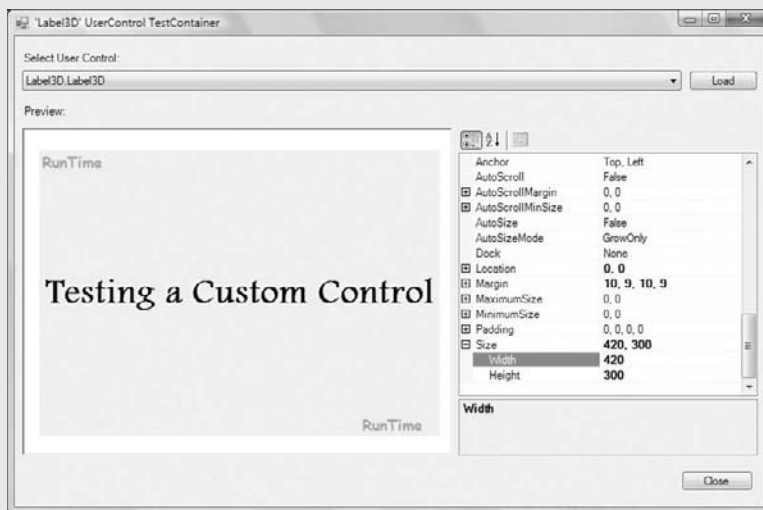 'Label3D' UserControl TestContainer
Select User Control:
Label3D.Label3D
Load
Preview:
RunTime
Testing a Custom Control
RunTime
Anchor Top, Left
AutoScroll False
AutoScrollMargin 0, 0
AutoScrollMinSize 0, 0
AutoSize False
AutoSizeMode GrowOnly
Dock None
Location 0, 0
Margin 10, 9, 10, 9
MaximumSize 0, 0
MinimumSize 0, 0
Padding 0, 0, 0, 0
Size 420, 300
Width 420
Height 300
Width
Close